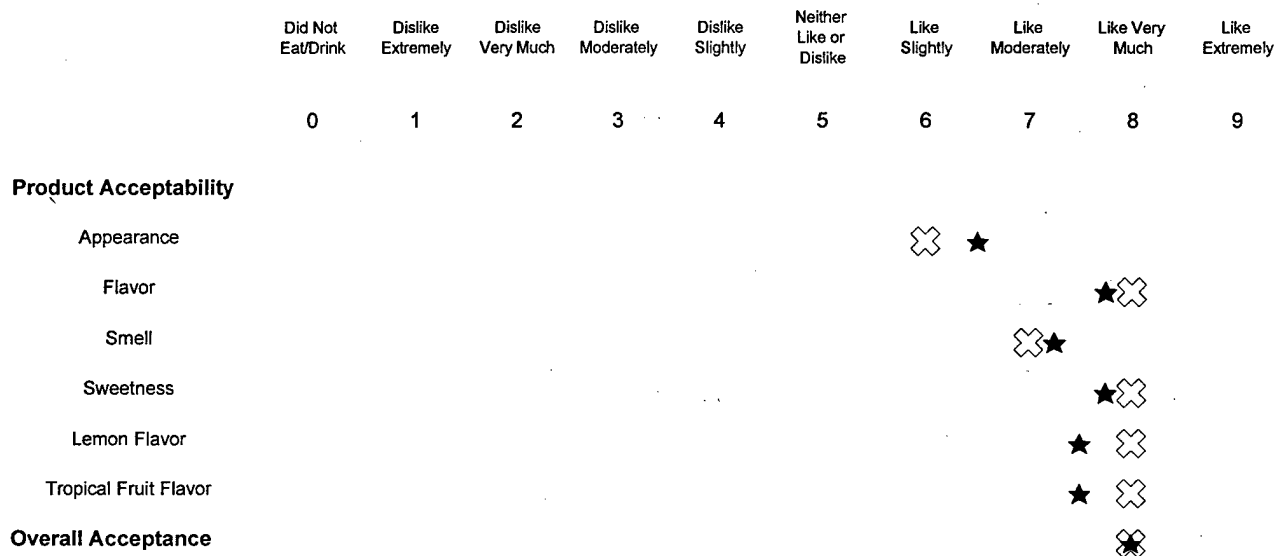 Did Not Eat/Drink
Dislike Extremely
Dislike Very Much
Dislike Moderately
Dislike Slightly
Neither Like or Dislike
Like Slightly
Like Moderately
Like Very Much
Like Extremely
0 1 2 3 4 5 6 7 8 9
Product Acceptability
Appearance
Flavor
Smell
Sweetness
Lemon Flavor
Tropical Fruit Flavor
Overall Acceptance